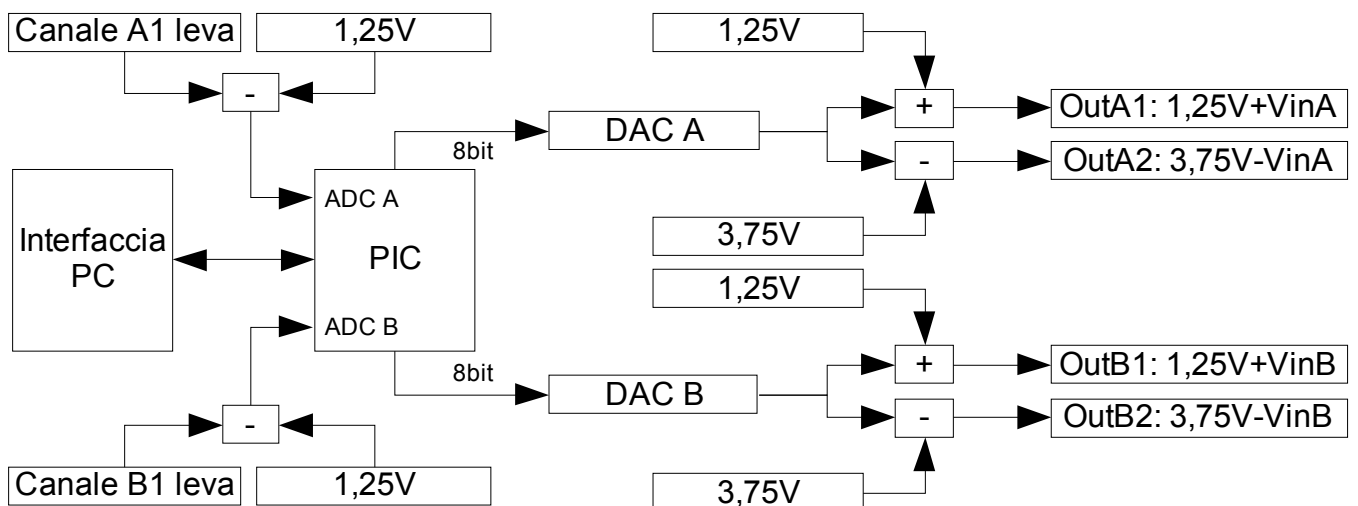 Canale A1 leva
1,25V
1,25V
-
+
OutA1: 1,25V+VinA
DAC A
8bit
-
OutA2: 3,75V-VinA
ADC A
3,75V
Interfaccia
PC
PIC
1,25V
ADC B
8bit
+
OutB1: 1,25V+VinB
DAC B
-
-
OutB2: 3,75V-VinB
Canale B1 leva
1,25V
3,75V